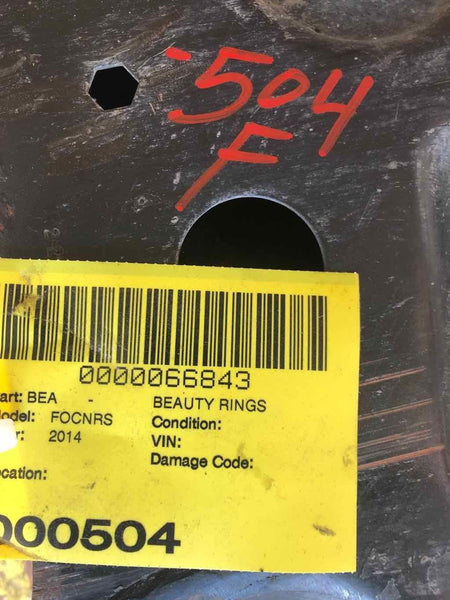 -504
F
0000066843
art: BEA - BEAUTY RINGS
odel: FOCNRS Condition:
r: 2014 VIN:
Damage Code:
ocation:
000504